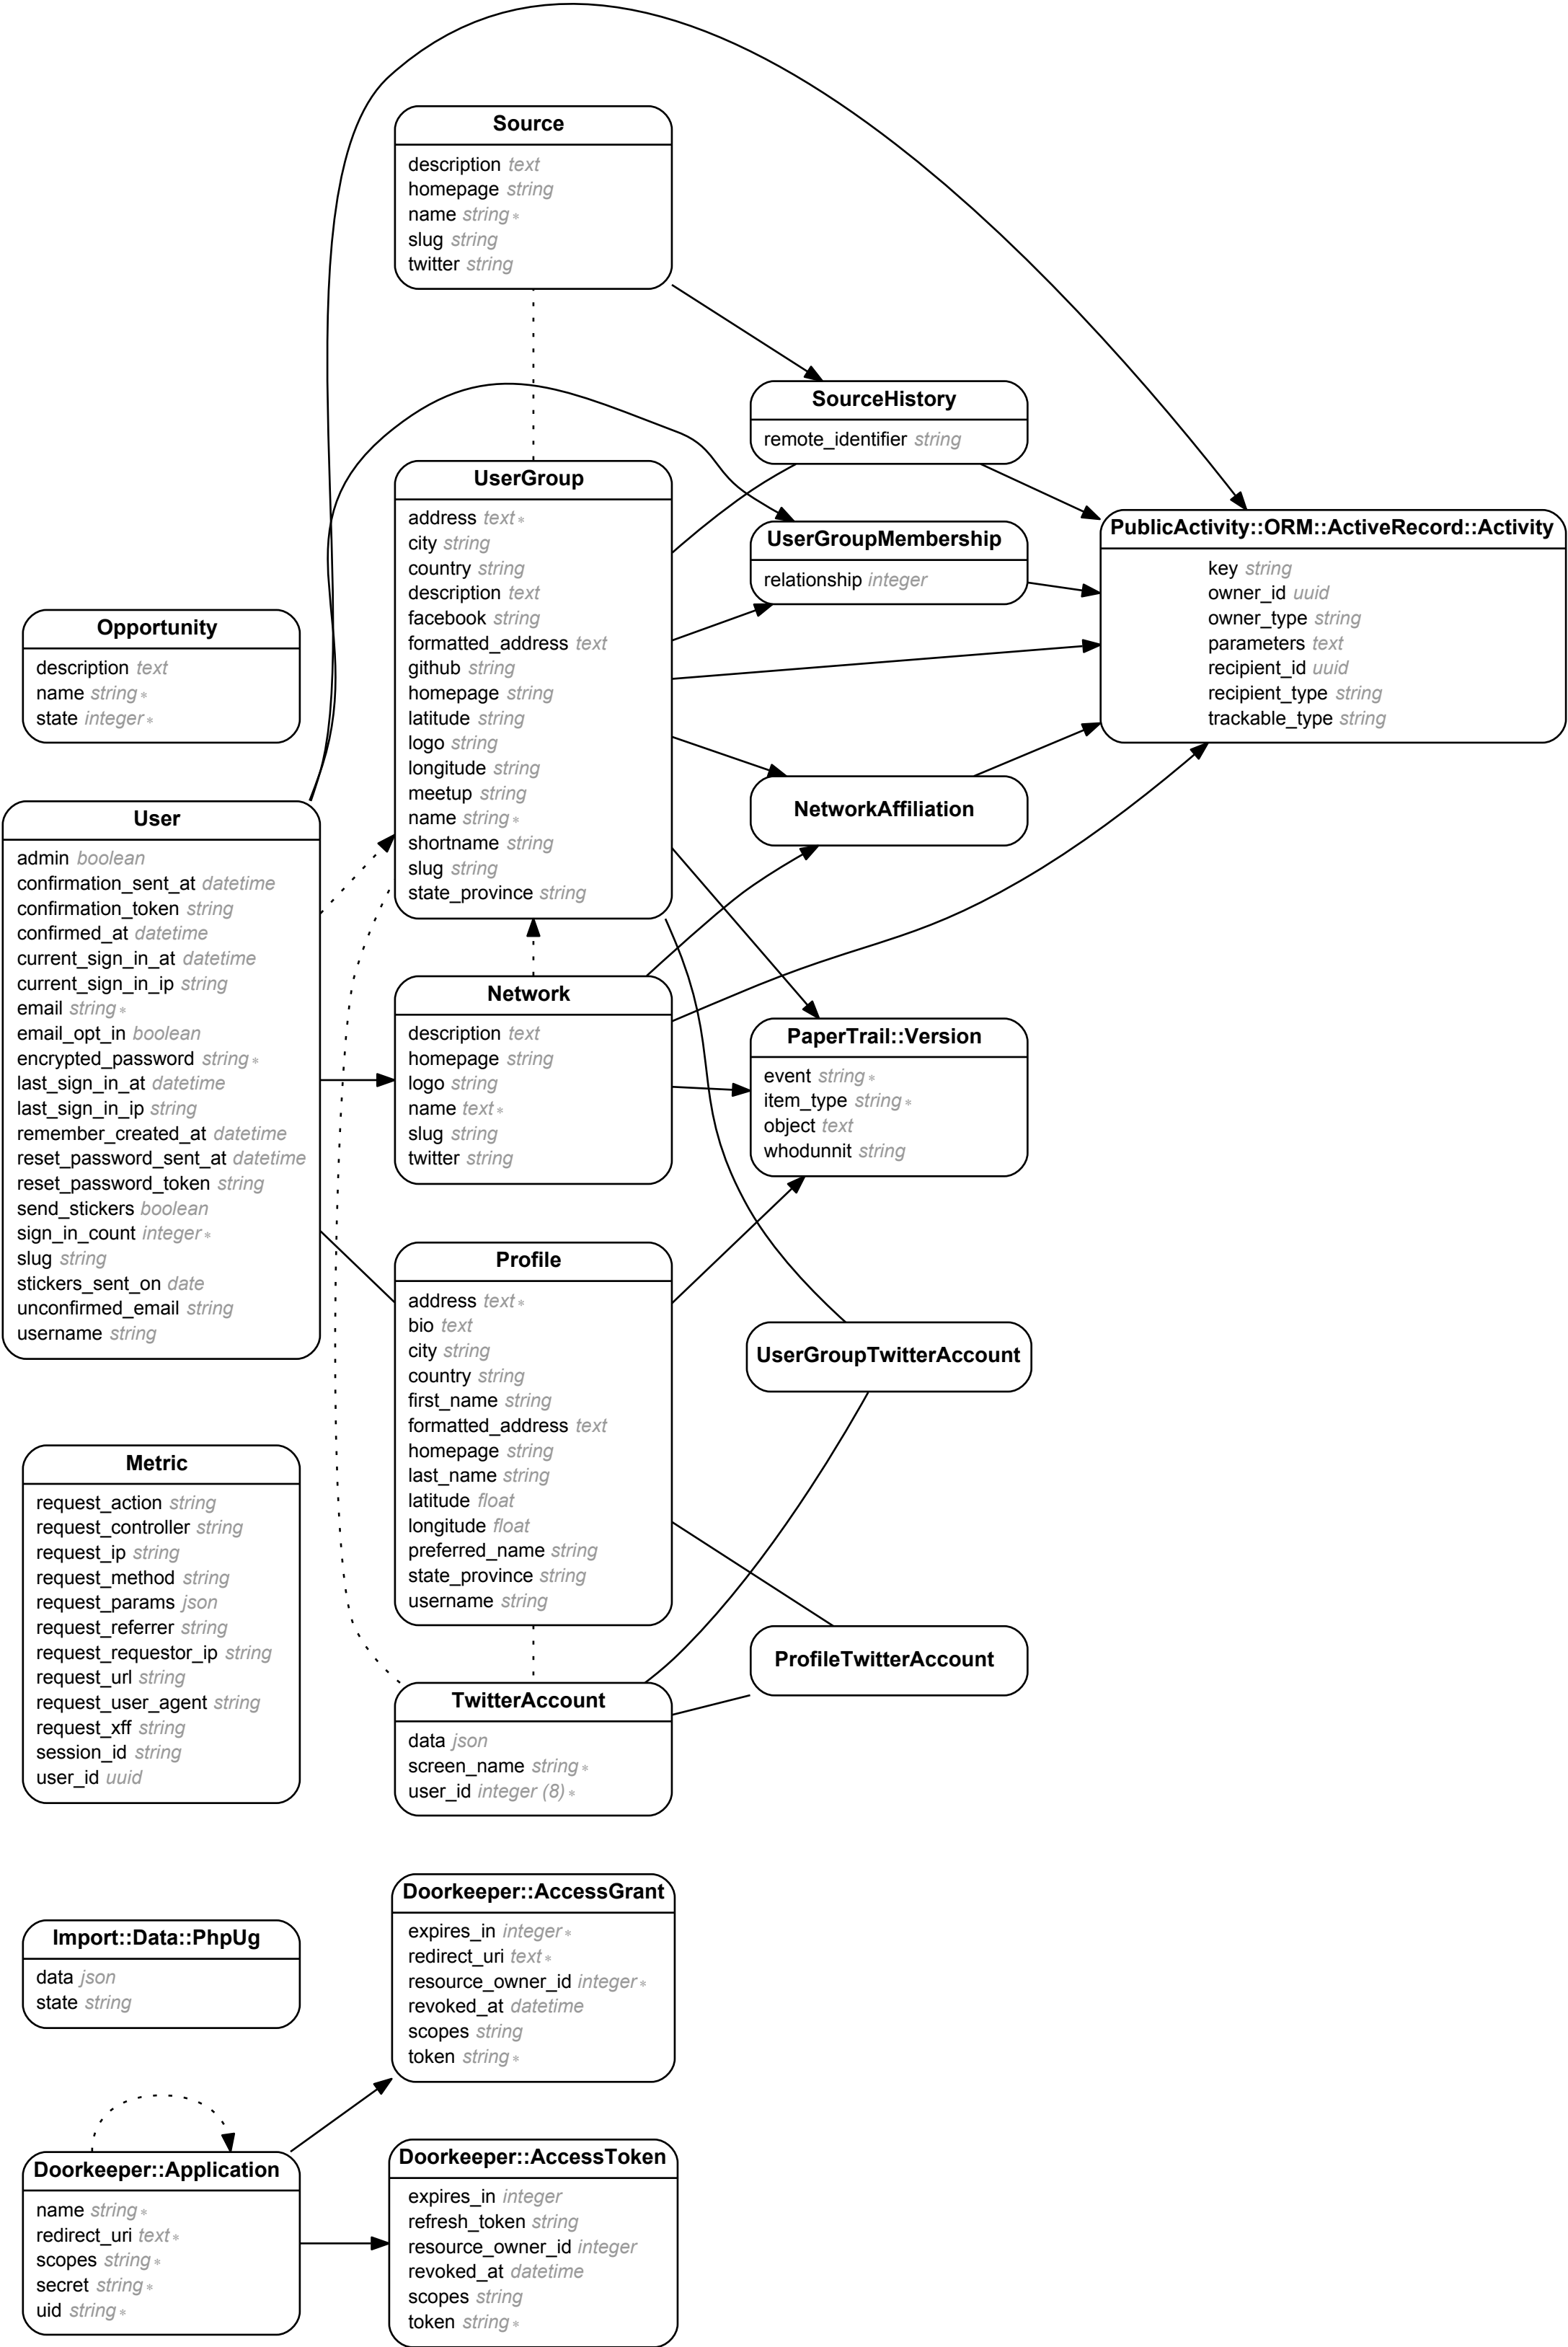 Source
description text
homepage string
name string *
slug string
twitter string
SourceHistory
remote_identifier string
UserGroup
address text *
city string
country string
description text
facebook string
formatted_address text
github string
homepage string
latitude string
logo string
longitude string
meetup string
name string *
shortname string
slug string
state_province string
UserGroupMembership
relationship integer
PublicActivity::ORM::ActiveRecord::Activity
key string
owner_id uuid
owner_type string
parameters text
recipient_id uuid
recipient_type string
trackable_type string
Opportunity
description text
name string *
state integer *
NetworkAffiliation
User
admin boolean
confirmation_sent_at datetime
confirmation_token string
confirmed_at datetime
current_sign_in_at datetime
current_sign_in_ip string
email string *
email_opt_in boolean
encrypted_password string *
last_sign_in_at datetime
last_sign_in_ip string
remember_created_at datetime
reset_password_sent_at datetime
reset_password_token string
send_stickers boolean
sign_in_count integer *
slug string
stickers_sent_on date
unconfirmed_email string
username string
Network
description text
homepage string
logo string
name text *
slug string
twitter string
PaperTrail::Version
event string *
item_type string *
object text
whodunnit string
Profile
address text *
bio text
city string
country string
first_name string
formatted_address text
homepage string
last_name string
latitude float
longitude float
preferred_name string
state_province string
username string
UserGroupTwitterAccount
Metric
request_action string
request_controller string
request_ip string
request_method string
request_params json
request_referrer string
request_requestor_ip string
request_url string
request_user_agent string
request_xff string
session_id string
user_id uuid
ProfileTwitterAccount
TwitterAccount
data json
screen_name string *
user_id integer (8) *
Doorkeeper::AccessGrant
expires_in integer *
redirect_uri text *
resource_owner_id integer *
revoked_at datetime
scopes string
token string *
Import::Data::PhpUg
data json
state string
Doorkeeper::Application
name string *
redirect_uri text *
scopes string *
secret string *
uid string *
Doorkeeper::AccessToken
expires_in integer
refresh_token string
resource_owner_id integer
revoked_at datetime
scopes string
token string *